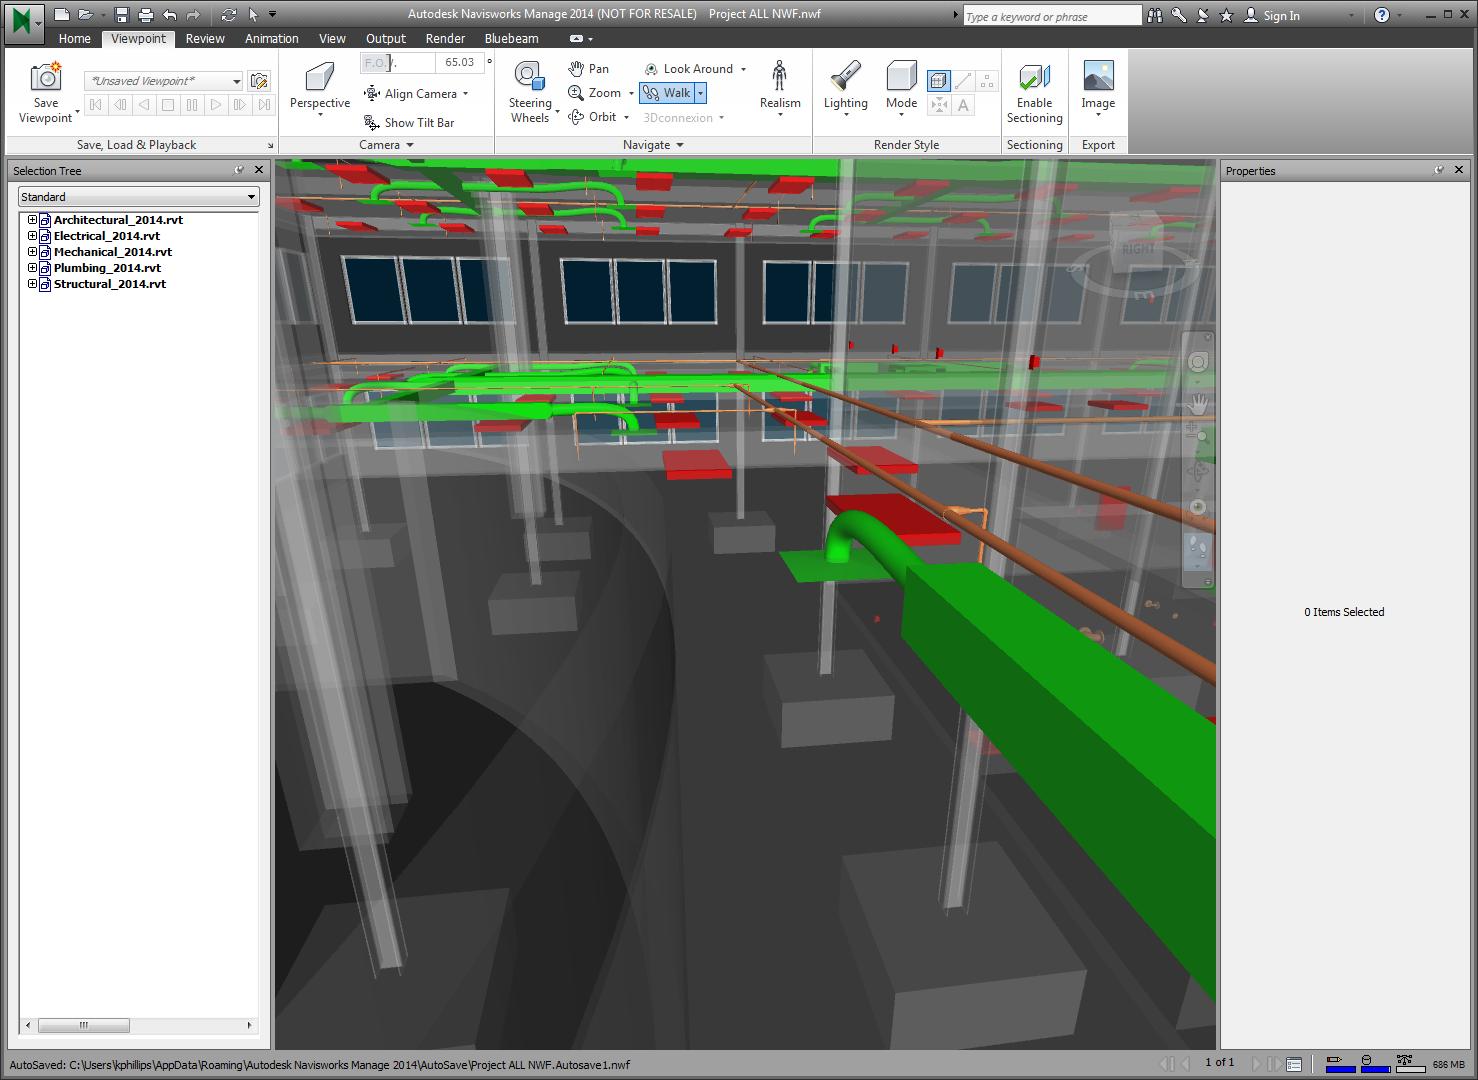 Autodesk Navisworks Manage 2014 (NOT FOR RESALE) Project ALL NWF.nwf
Type a keyword or phrase
Sign In
Home Viewpoint Review Animation View Output Render Bluebeam
Save Viewpoint
*Unsaved Viewpoint*
Save, Load & Playback
Perspective
F.O.V.
65.03 °
Align Camera
Show Tilt Bar
Camera
Steering Wheels
Pan
Zoom
Orbit
Look Around
Walk
3Dconnexion
Navigate
Realism
Lighting
Mode
A
Render Style
Enable Sectioning
Sectioning
Image
Export
Selection Tree
Standard
Architectural_2014.rvt
Electrical_2014.rvt
Mechanical_2014.rvt
Plumbing_2014.rvt
Structural_2014.rvt
RIGHT
Properties
0 Items Selected
AutoSaved: C:\Users\kphillips\AppData\Roaming\Autodesk Navisworks Manage 2014\AutoSave\Project ALL NWF.Autosave1.nwf
1 of 1
686 MB